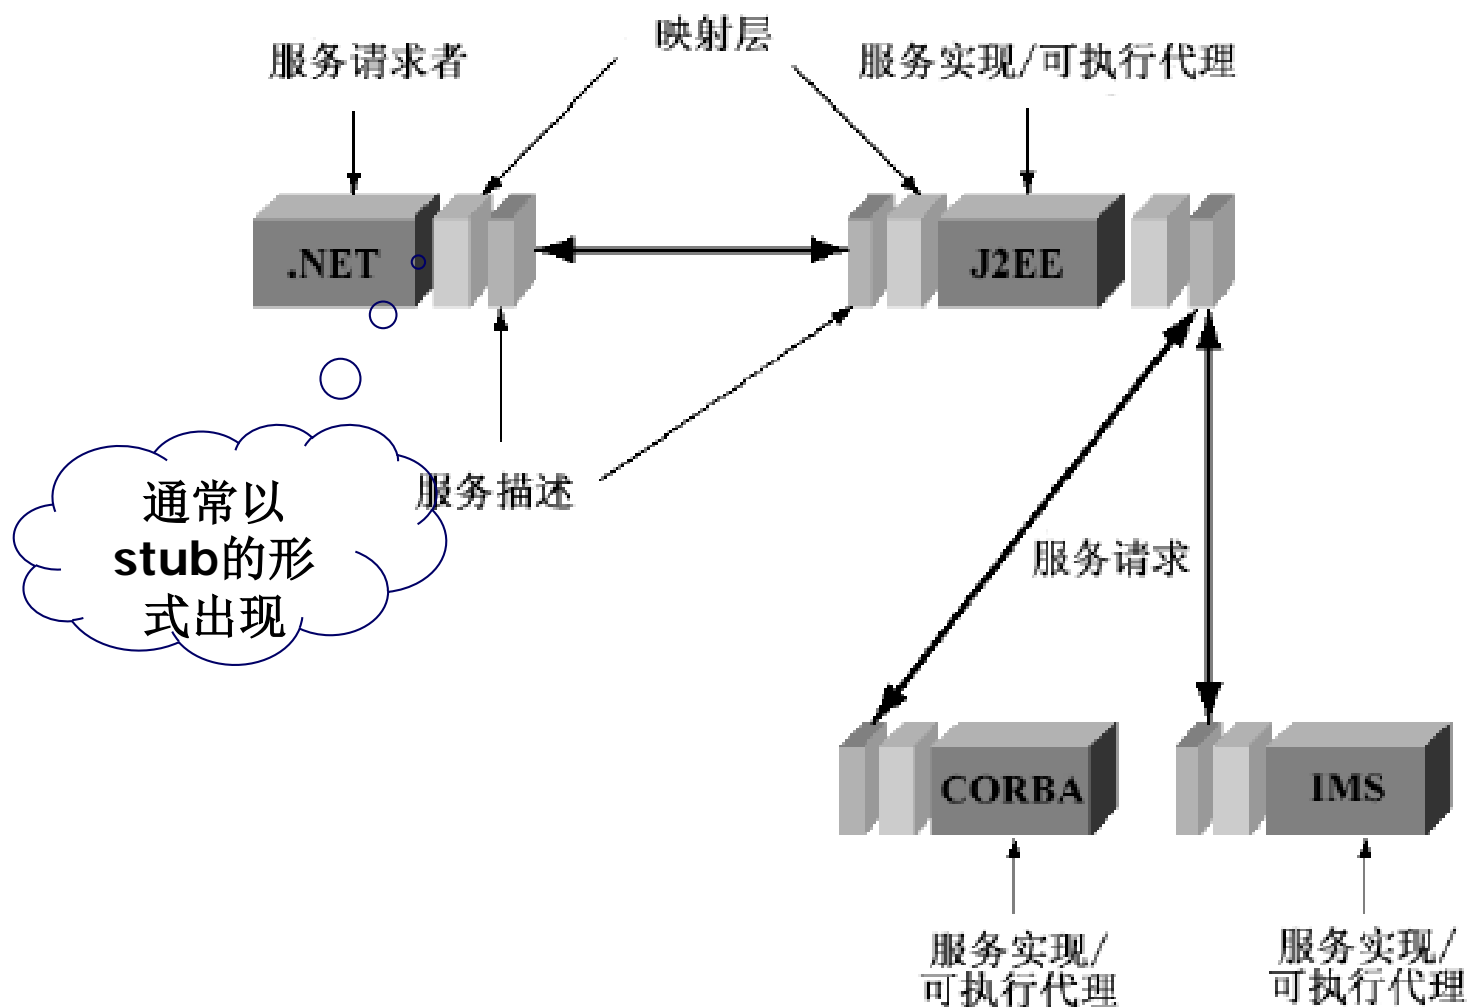 映射层
服务请求者
服务实现/可执行代理
.NET
J2EE
服务描述
通常以
stub的形
式出现
服务请求
CORBA
IMS
服务实现/
可执行代理
服务实现/
可执行代理